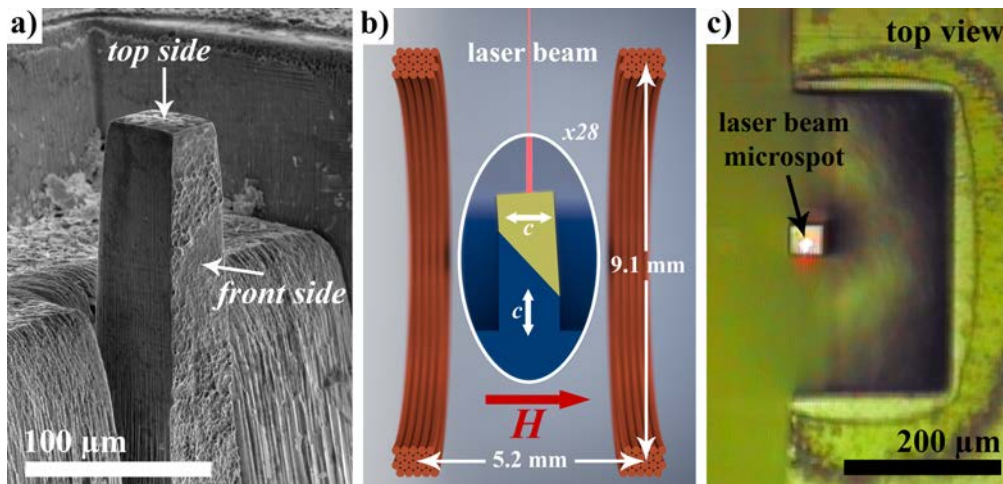 a)
top side
front side
100 µm
b)
laser beam
x28
c
c
9.1 mm
H
5.2 mm
c)
top view
laser beam
microspot
200 µm